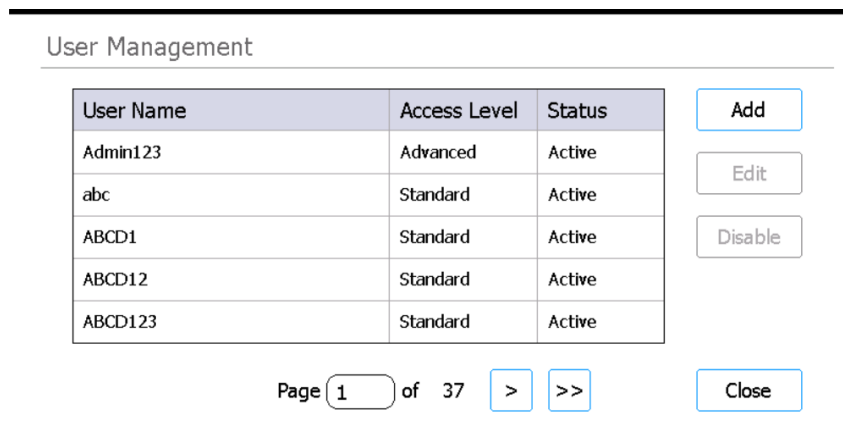 User Management
User Name Access Level Status Add
Admin123 Advanced Active
Edit
abc Standard Active
ABCD1 Standard Active Disable
ABCD12 Standard Active
ABCD123 Standard Active
Page 1 of 37 > >> Close